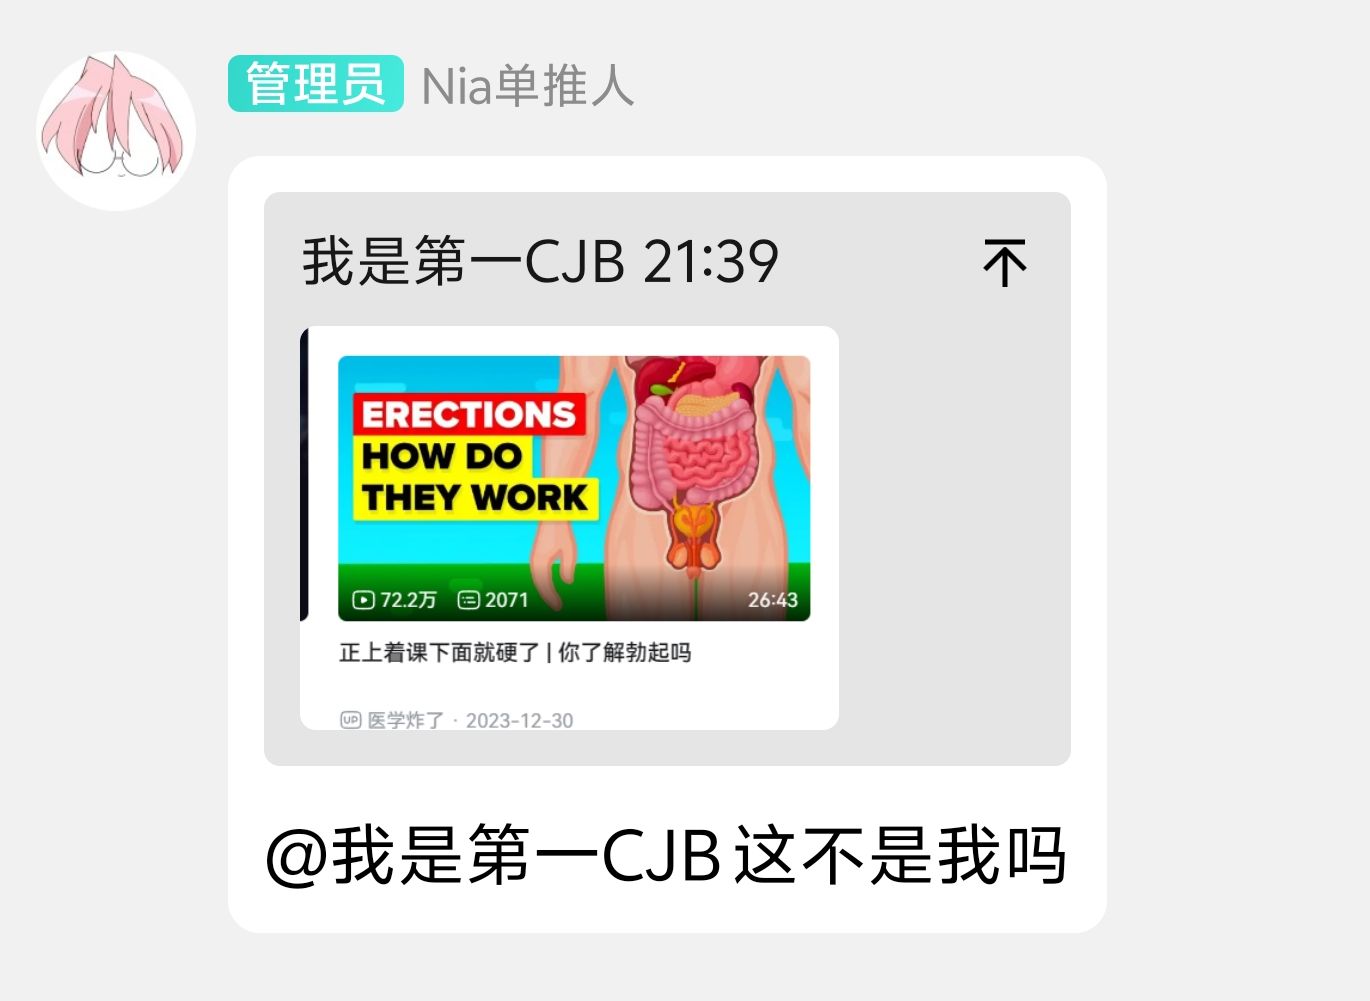 管理员 Nia单推人
我是第一CJB 21:39
ERECTIONS
HOW DO
THEY WORK
72.2万 2071 26:43
正上着课下面就硬了 | 你了解勃起吗
UP 医学炸了 · 2023-12-30
@我是第一CJB 这不是我吗